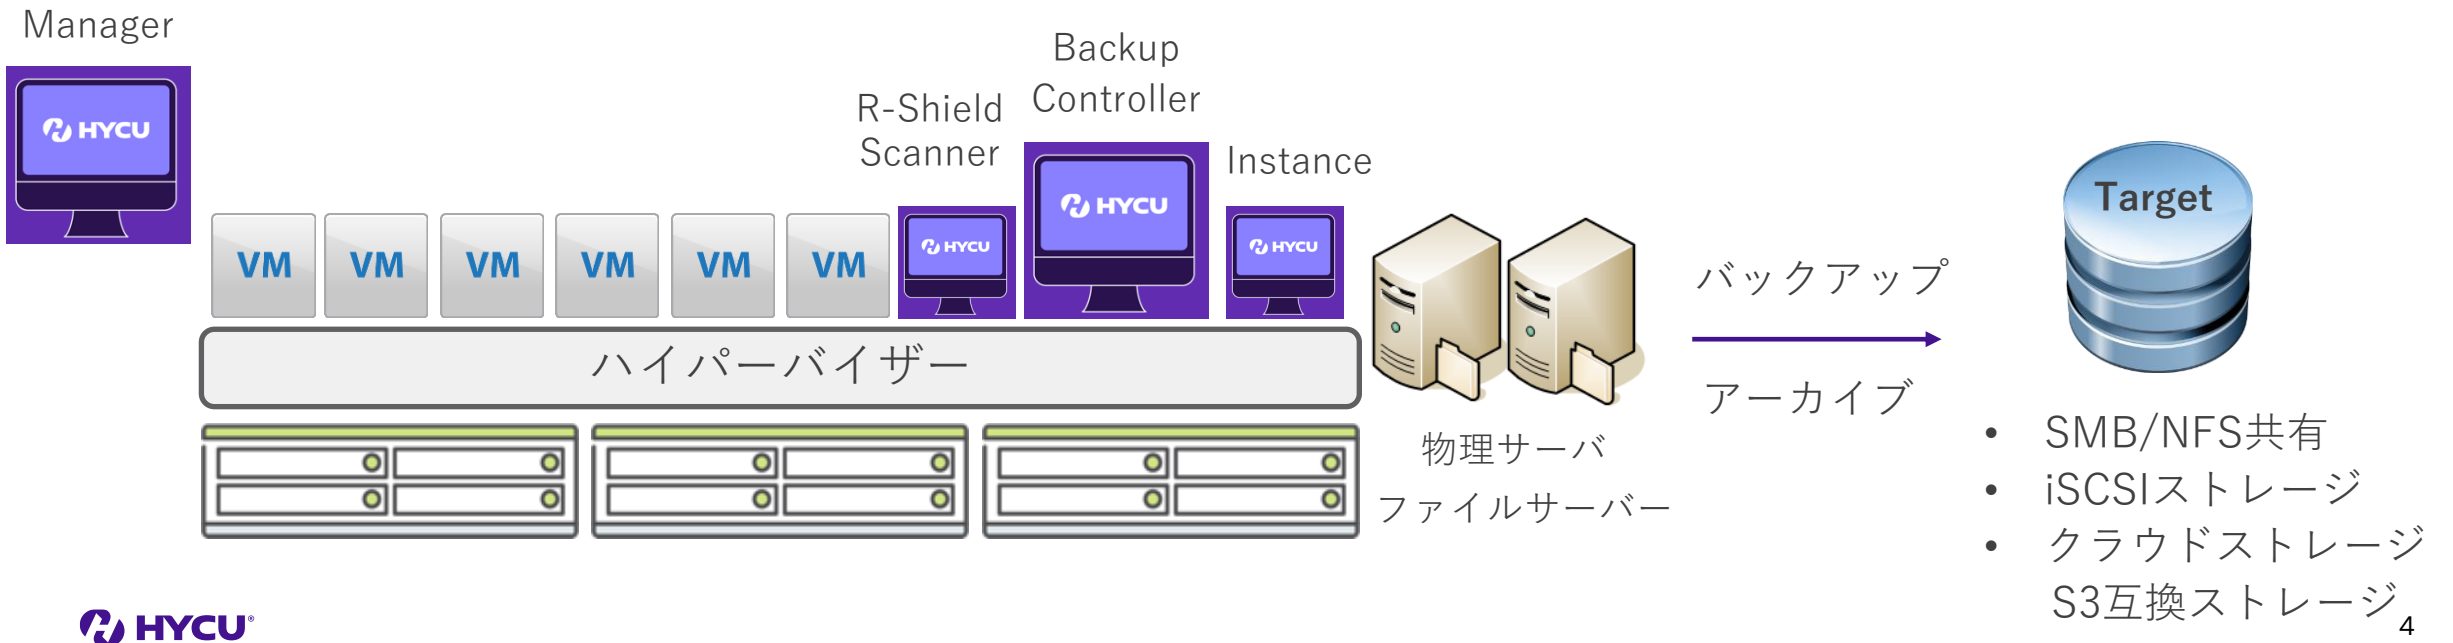 Manager
HYCU
VM
VM
VM
VM
VM
VM
R-Shield
Scanner
HYCU
Backup
Controller
HYCU
Instance
HYCU
ハイパーバイザー
物理サーバ
ファイルサーバー
バックアップ
アーカイブ
Target
• SMB/NFS共有
• iSCSIストレージ
• クラウドストレージ
S3互換ストレージ
HYCU®
4